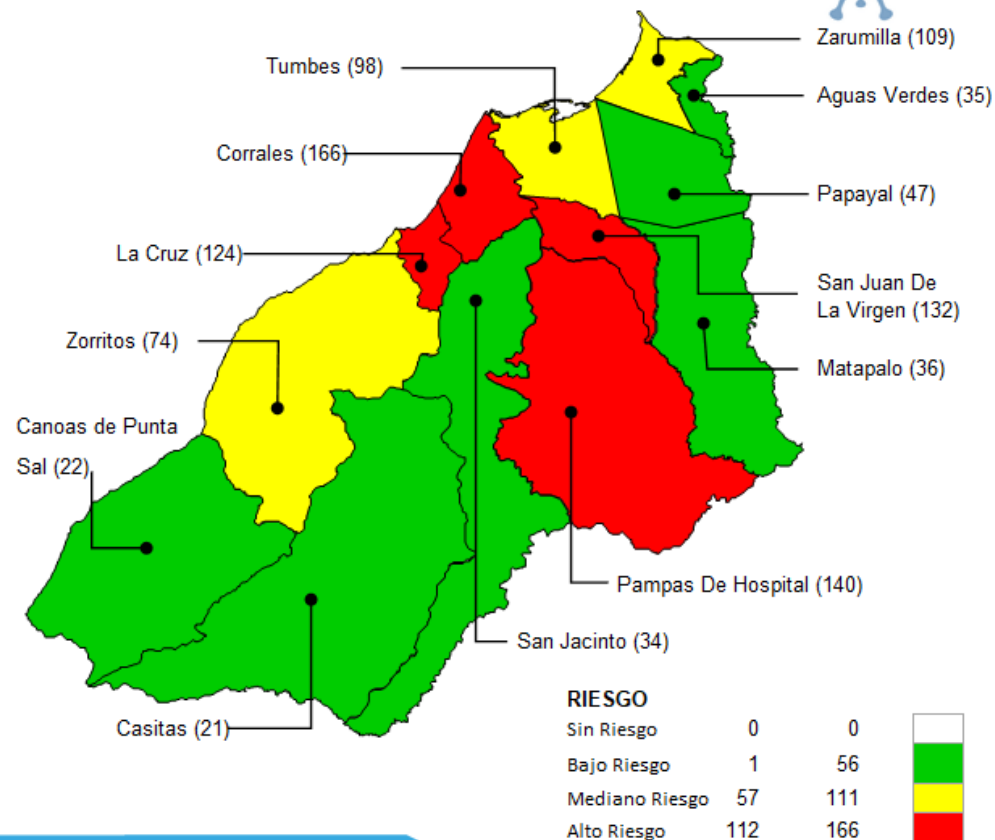 Zarumilla (109)
Tumbes (98)
Aguas Verdes (35)
Corrales (166)
Papayal (47)
La Cruz (124)
San Juan De
La Virgen (132)
Zorritos (74)
Matapalo (36)
Canoas de Punta
Sal (22)
Pampas De Hospital (140)
San Jacinto (34)
Casitas (21)
RIESGO
Sin Riesgo 0 0
Bajo Riesgo 1 56
Mediano Riesgo 57 111
Alto Riesgo 112 166